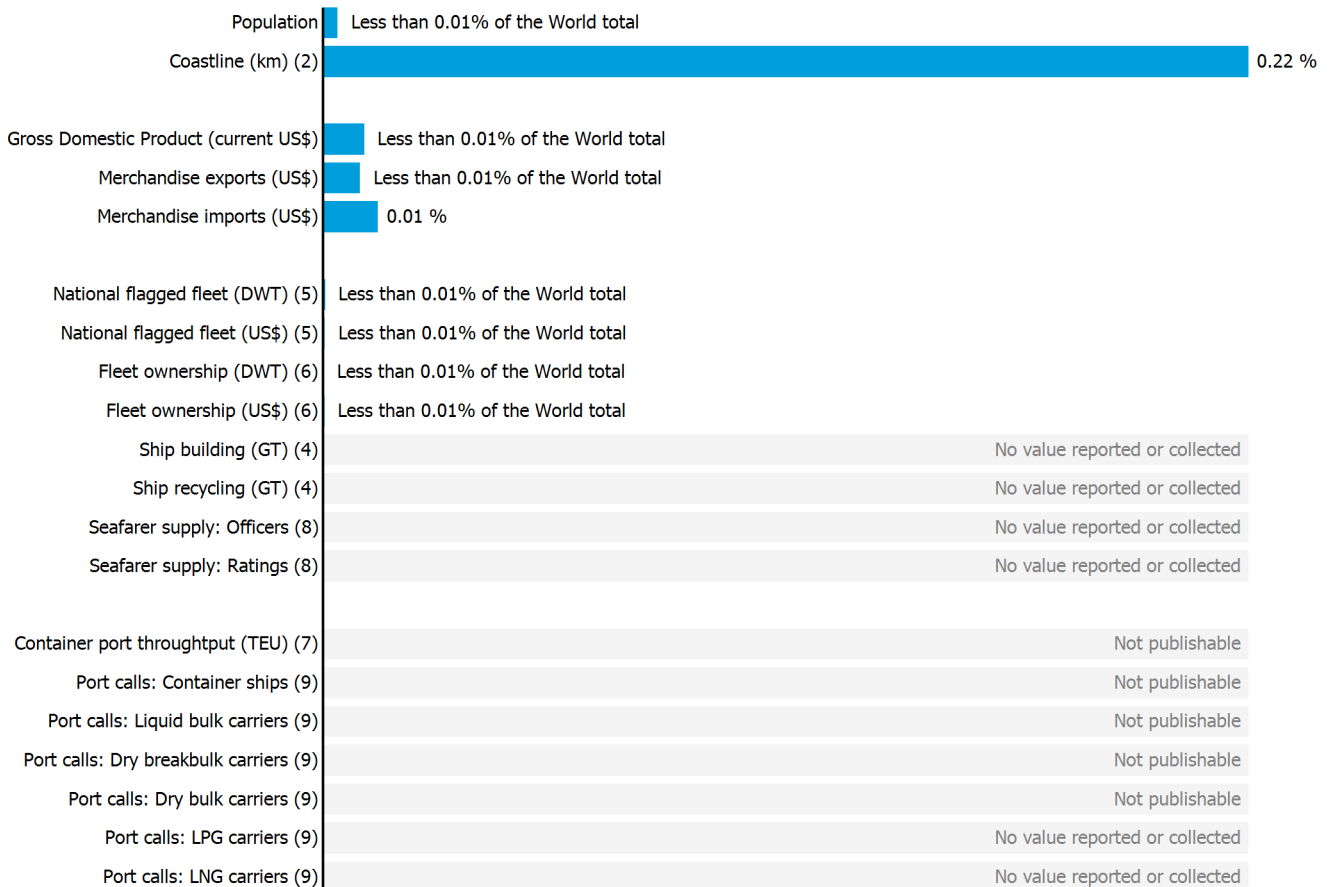 Population Less than 0.01% of the World total
Coastline (km) (2) 0.22 %
Gross Domestic Product (current US$) Less than 0.01% of the World total
Merchandise exports (US$) Less than 0.01% of the World total
Merchandise imports (US$) 0.01 %
National flagged fleet (DWT) (5) Less than 0.01% of the World total
National flagged fleet (US$) (5) Less than 0.01% of the World total
Fleet ownership (DWT) (6) Less than 0.01% of the World total
Fleet ownership (US$) (6) Less than 0.01% of the World total
Ship building (GT) (4) No value reported or collected
Ship recycling (GT) (4) No value reported or collected
Seafarer supply: Officers (8) No value reported or collected
Seafarer supply: Ratings (8) No value reported or collected
Container port throughtput (TEU) (7) Not publishable
Port calls: Container ships (9) Not publishable
Port calls: Liquid bulk carriers (9) Not publishable
Port calls: Dry breakbulk carriers (9) Not publishable
Port calls: Dry bulk carriers (9) Not publishable
Port calls: LPG carriers (9) No value reported or collected
Port calls: LNG carriers (9) No value reported or collected